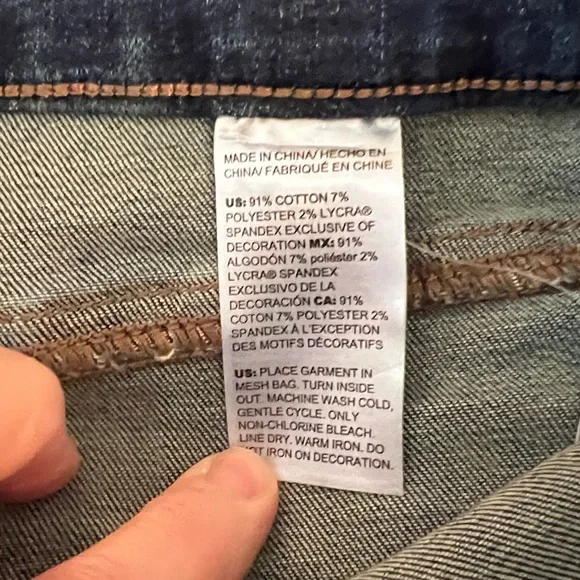 MADE IN CHINA/ HECHO EN
CHINA/ FABRIQUÉ EN CHINE
US: 91% COTTON 7%
POLYESTER 2% LYCRA®
SPANDEX EXCLUSIVE OF
DECORATION MX: 91%
ALGODÓN 7% poliéster 2%
LYCRA® SPANDEX
EXCLUSIVO DE LA
DECORACIÓN CA: 91%
COTON 7% POLYESTER 2%
SPANDEX À L'EXCEPTION
DES MOTIFS DÉCORATIFS
US: PLACE GARMENT IN
MESH BAG. TURN INSIDE
OUT. MACHINE WASH COLD,
GENTLE CYCLE. ONLY
NON-CHLORINE BLEACH.
LINE DRY. WARM IRON. DO
NOT IRON ON DECORATION.